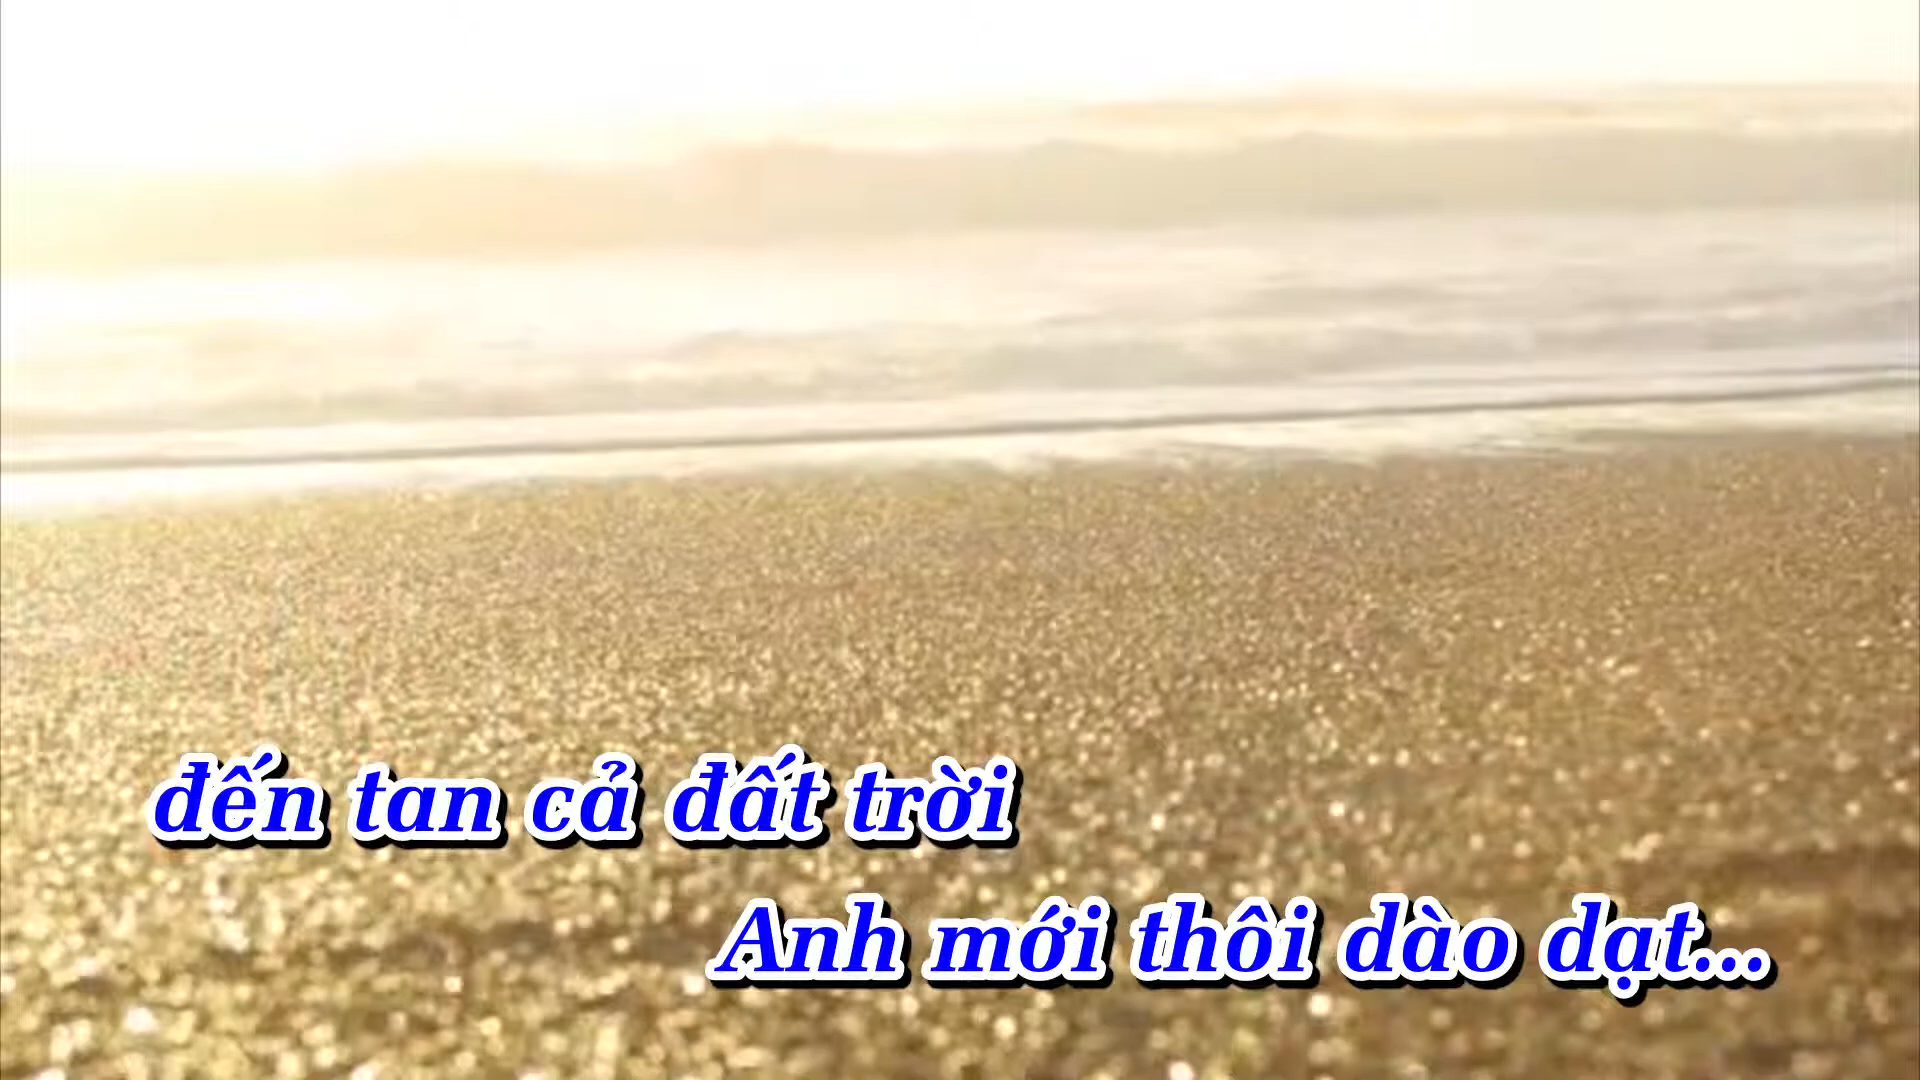 đến tan cả đất trời
Anh mới thôi dào dạt...